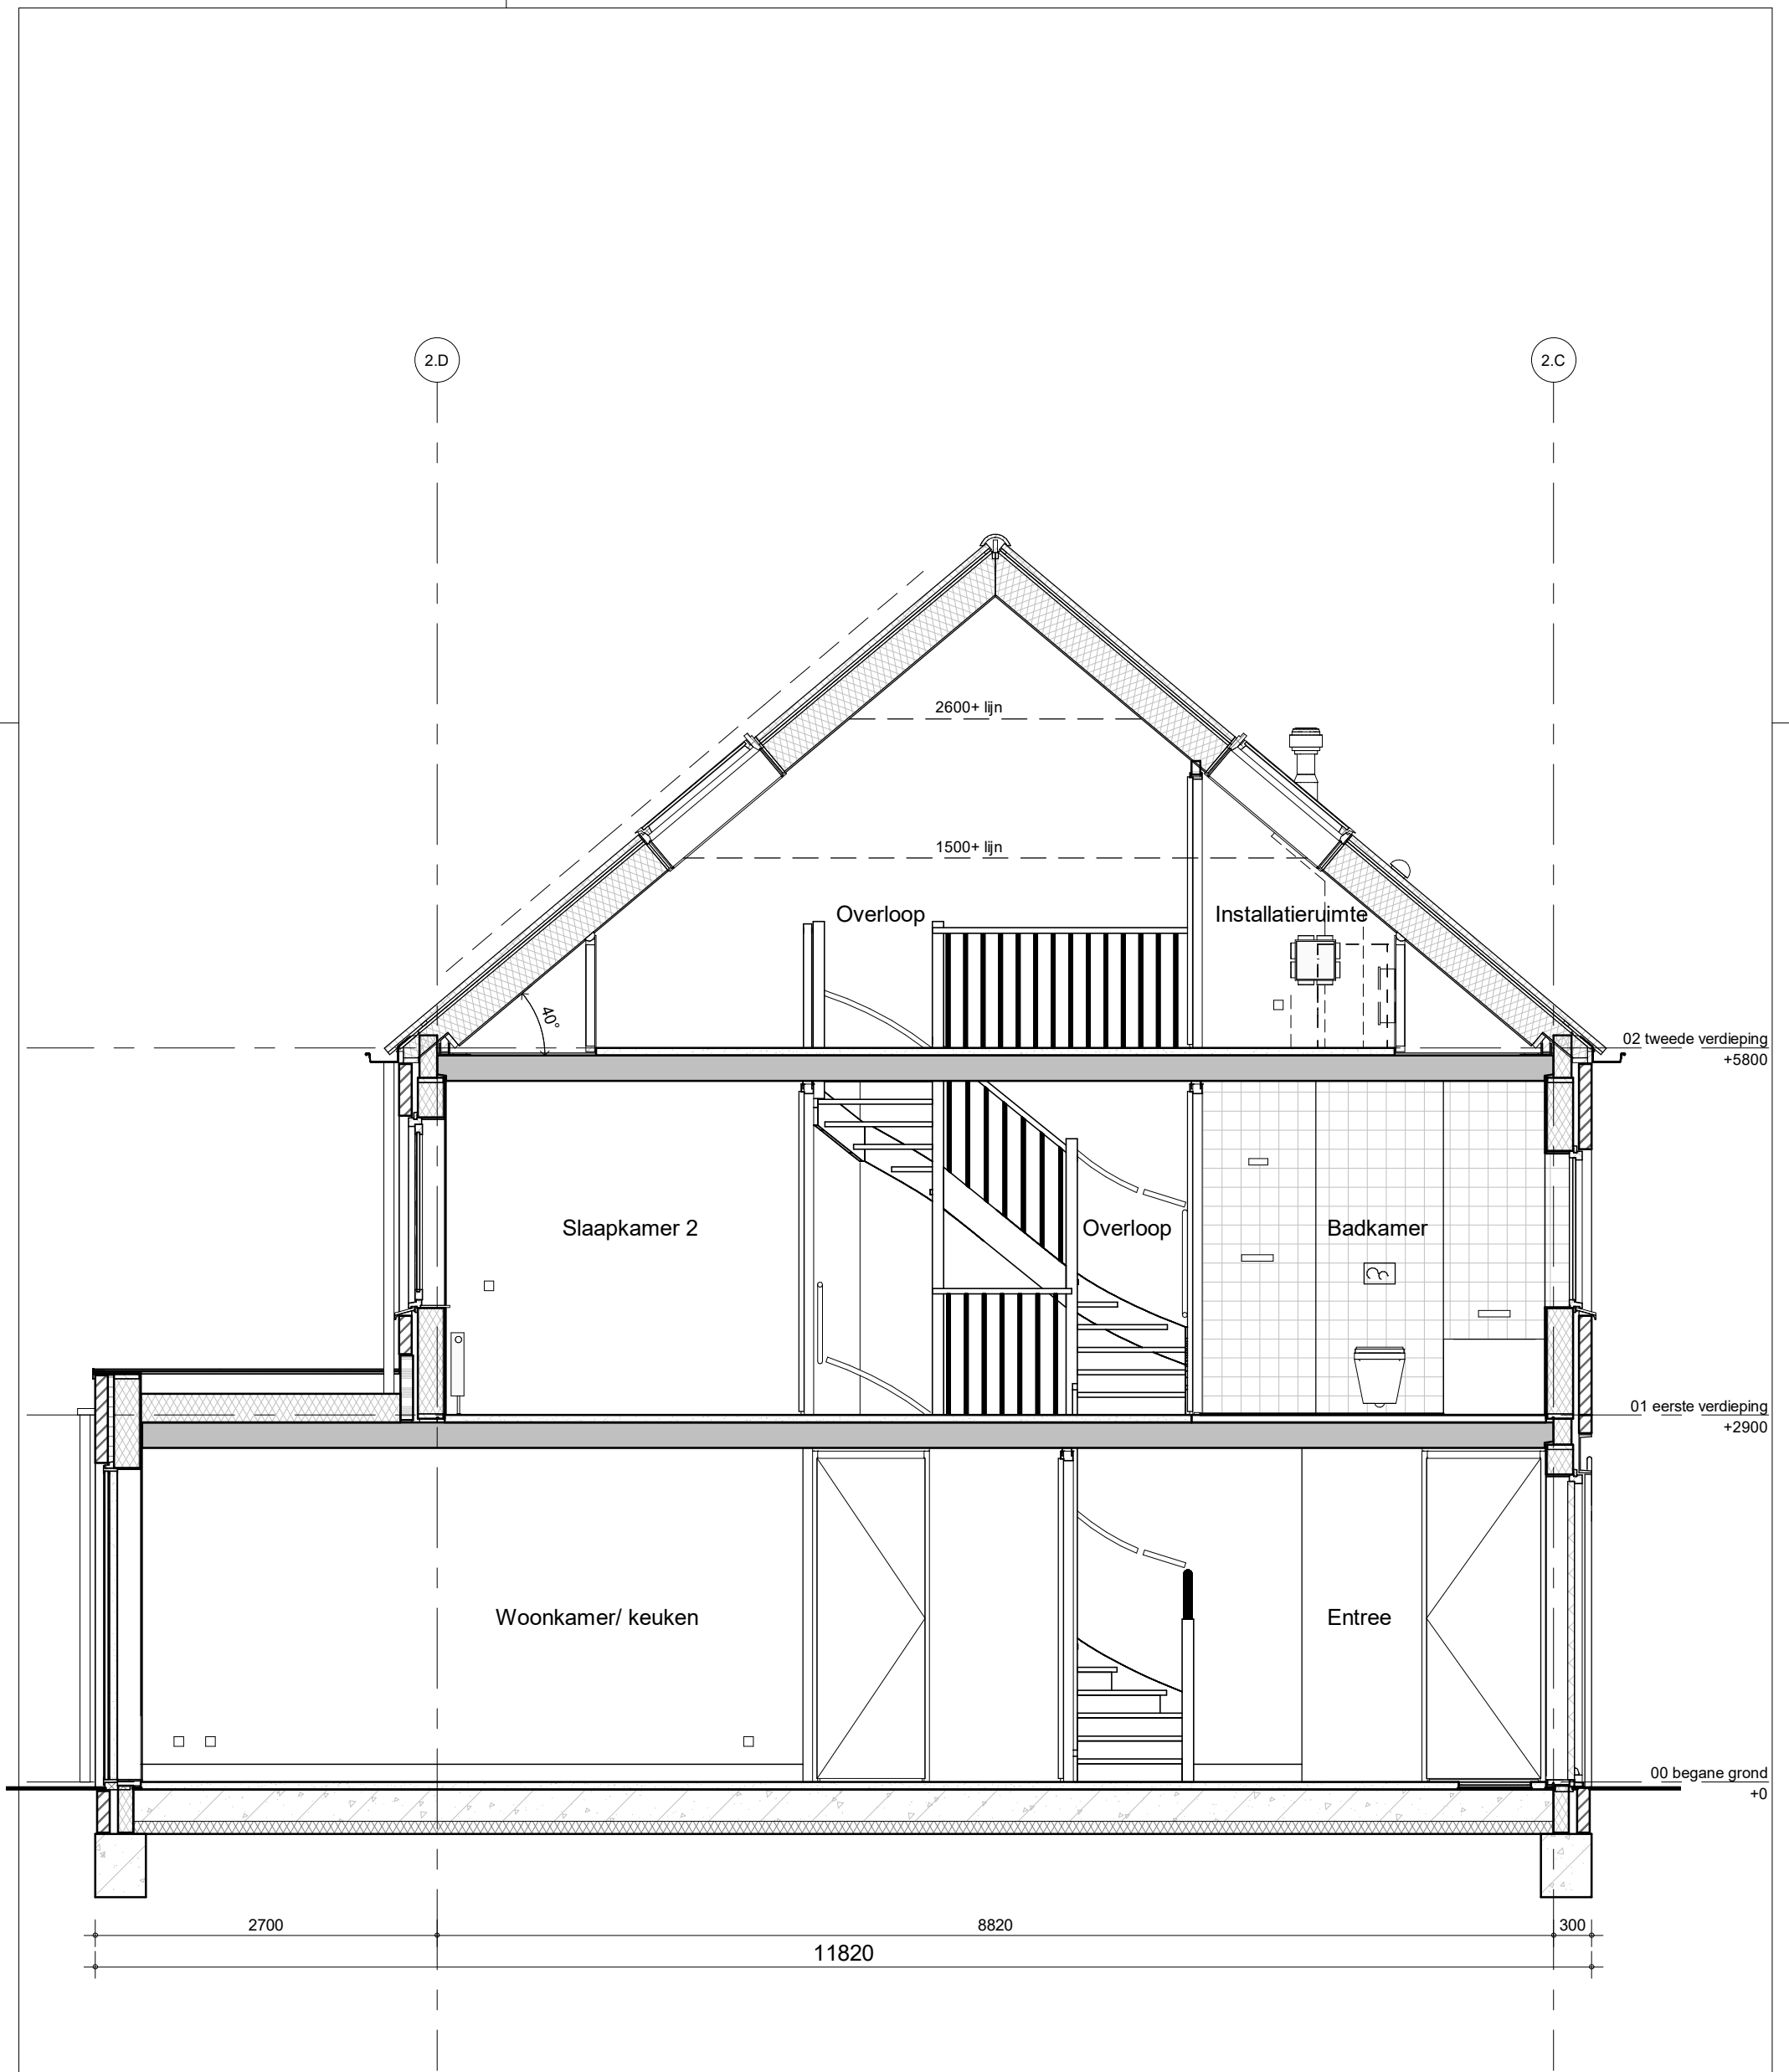 2.D
2.C
2600+ lijn
1500+ lijn
Overloop
Installatieruimte
40°
02 tweede verdieping
+5800
Slaapkamer 2
Overloop
Badkamer
01 eerste verdieping
+2900
Woonkamer/ keuken
Entree
00 begane grond
+0
2700
8820
300
11820